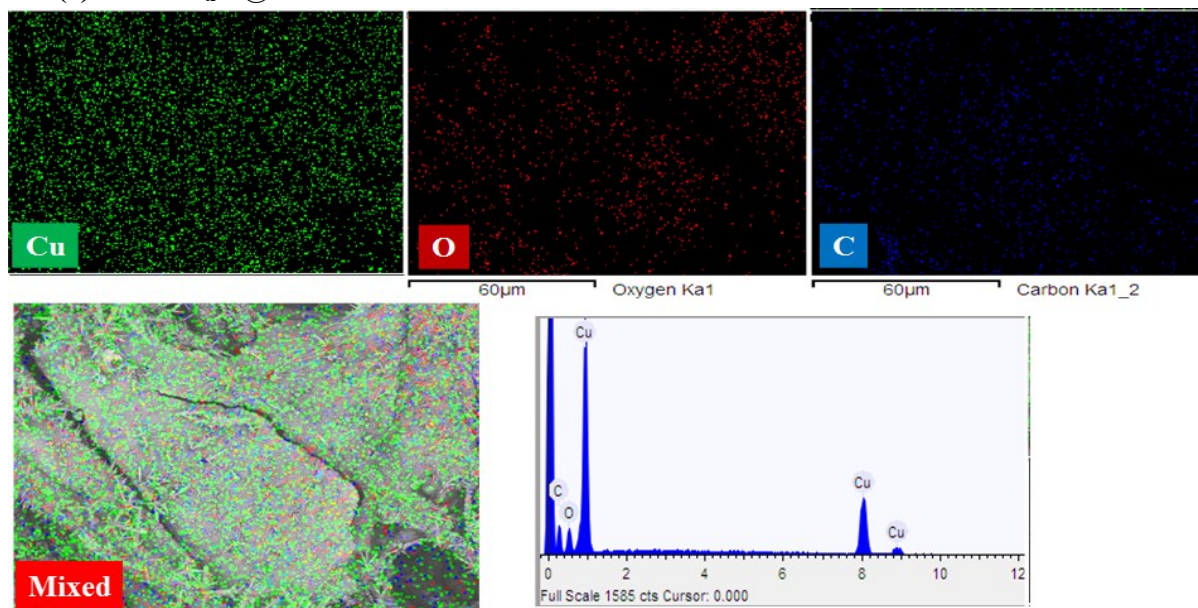 Cu
O
C
60µm Oxygen Ka1
60µm Carbon Ka1_2
Mixed
Cu
C
O
Cu
Cu
0 2 4 6 8 10 12
Full Scale 1585 cts Cursor: 0.000